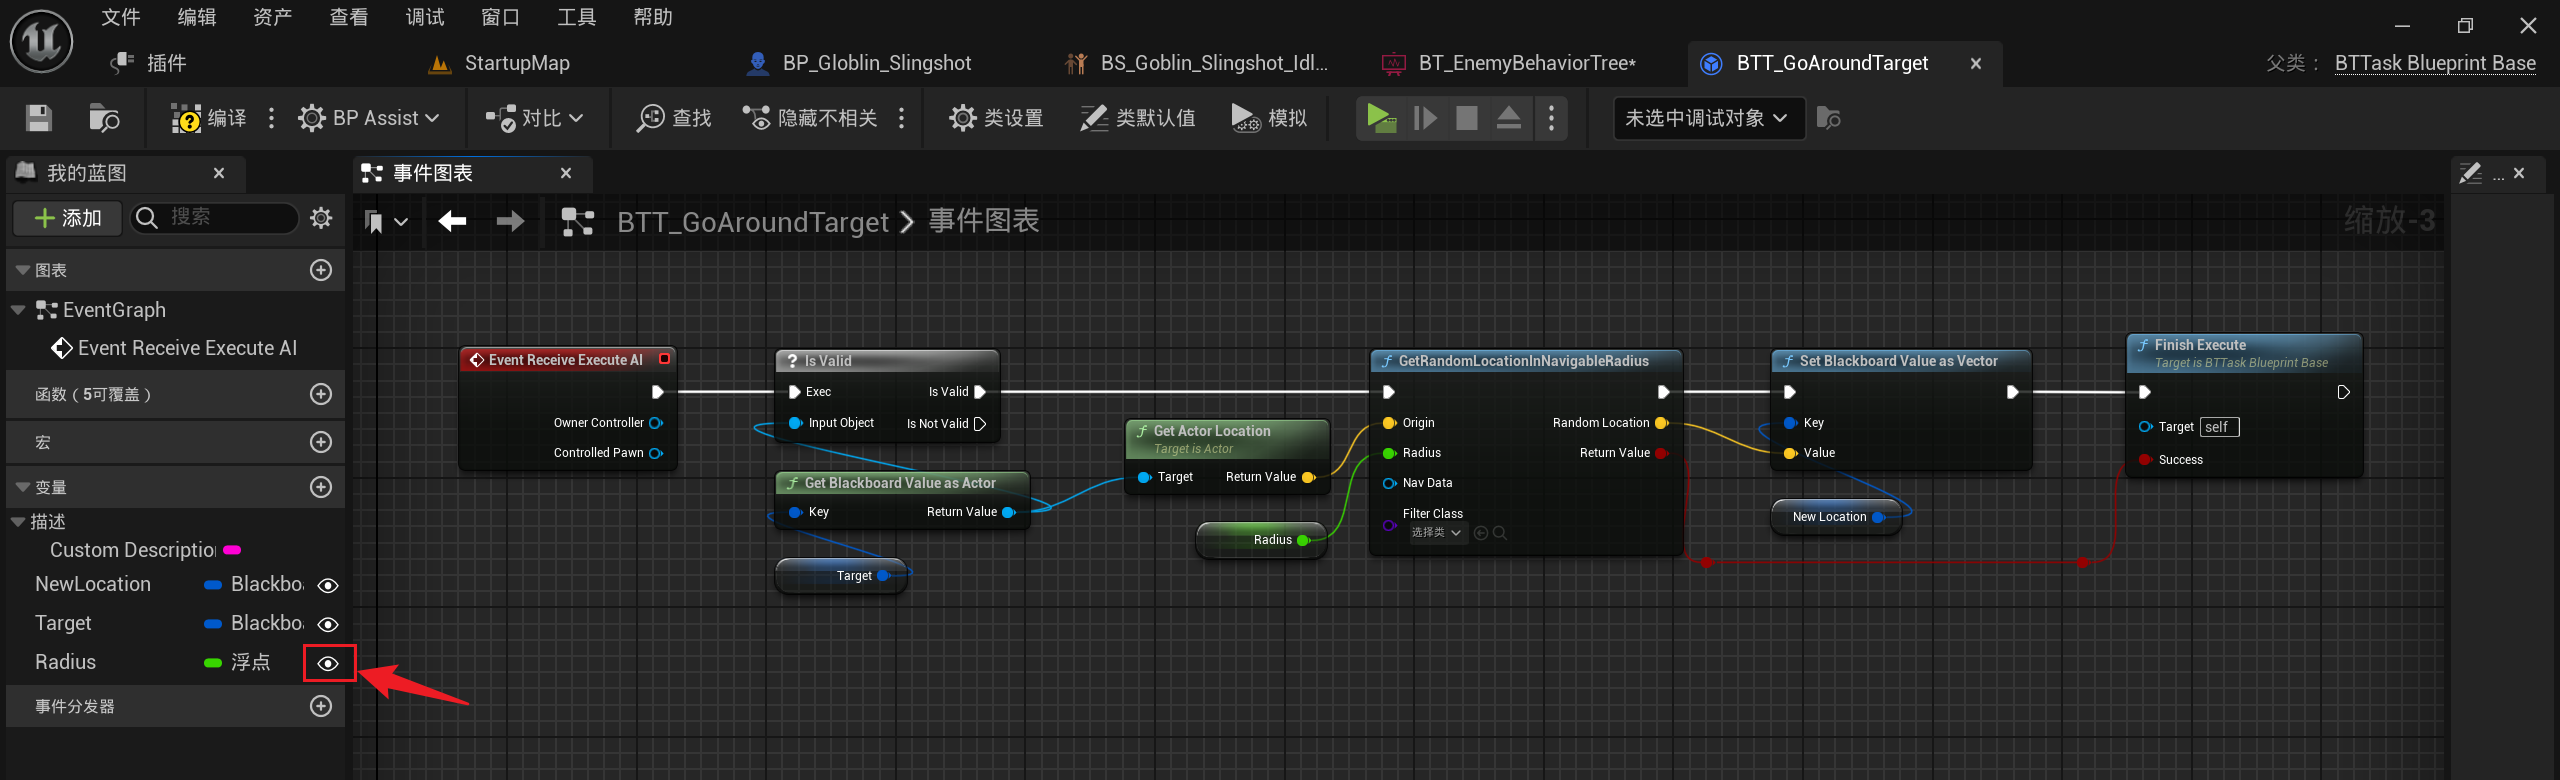 文件 编辑 资产 查看 调试 窗口 工具 帮助
插件 StartupMap BP_Globlin_Slingshot BS_Goblin_Slingshot_Idl... BT_EnemyBehaviorTree* BTT_GoAroundTarget 父类： BTTask Blueprint Base
编译 BP Assist 对比 查找 隐藏不相关 类设置 类默认值 模拟 未选中调试对象
我的蓝图 事件图表 ...
添加 搜索
BTT_GoAroundTarget 事件图表 缩放-3
图表
EventGraph
Event Receive Execute AI
函数（5可覆盖）
宏
变量
描述
Custom Descriptio
NewLocation Blackboa
Target Blackboa
Radius 浮点
事件分发器
Event Receive Execute AI
Owner Controller
Controlled Pawn
? Is Valid
Exec Is Valid
Input Object Is Not Valid
f Get Blackboard Value as Actor
Key Return Value
Target
f Get Actor Location
Target is Actor
Target Return Value
Radius
f GetRandomLocationInNavigableRadius
Origin Random Location
Radius Return Value
Nav Data
Filter Class
选择类
f Set Blackboard Value as Vector
Key
Value
New Location
f Finish Execute
Target is BTTask Blueprint Base
Target self
Success